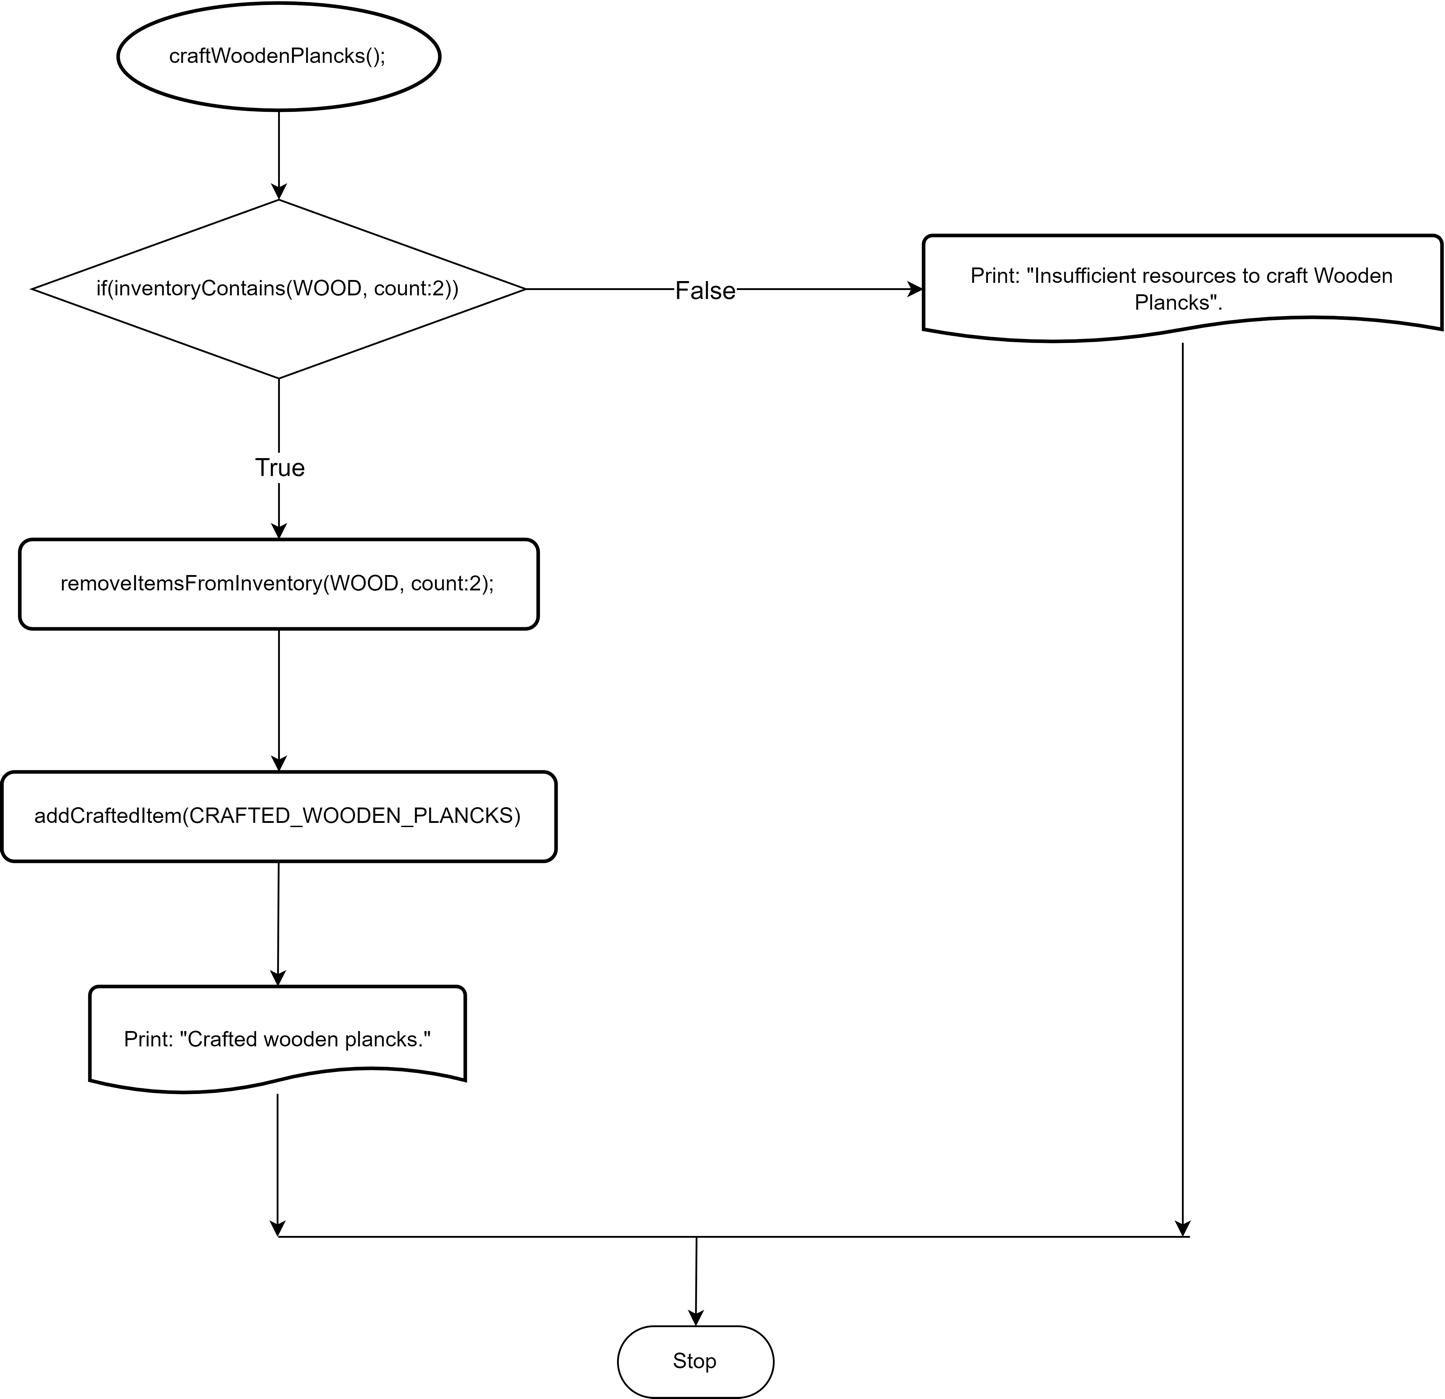 craftWoodenPlancks();
if(inventoryContains(WOOD, count:2))
False
Print: "Insufficient resources to craft Wooden
Plancks".
True
removeItemsFromInventory(WOOD, count:2);
addCraftedItem(CRAFTED_WOODEN_PLANCKS)
Print: "Crafted wooden plancks."
Stop